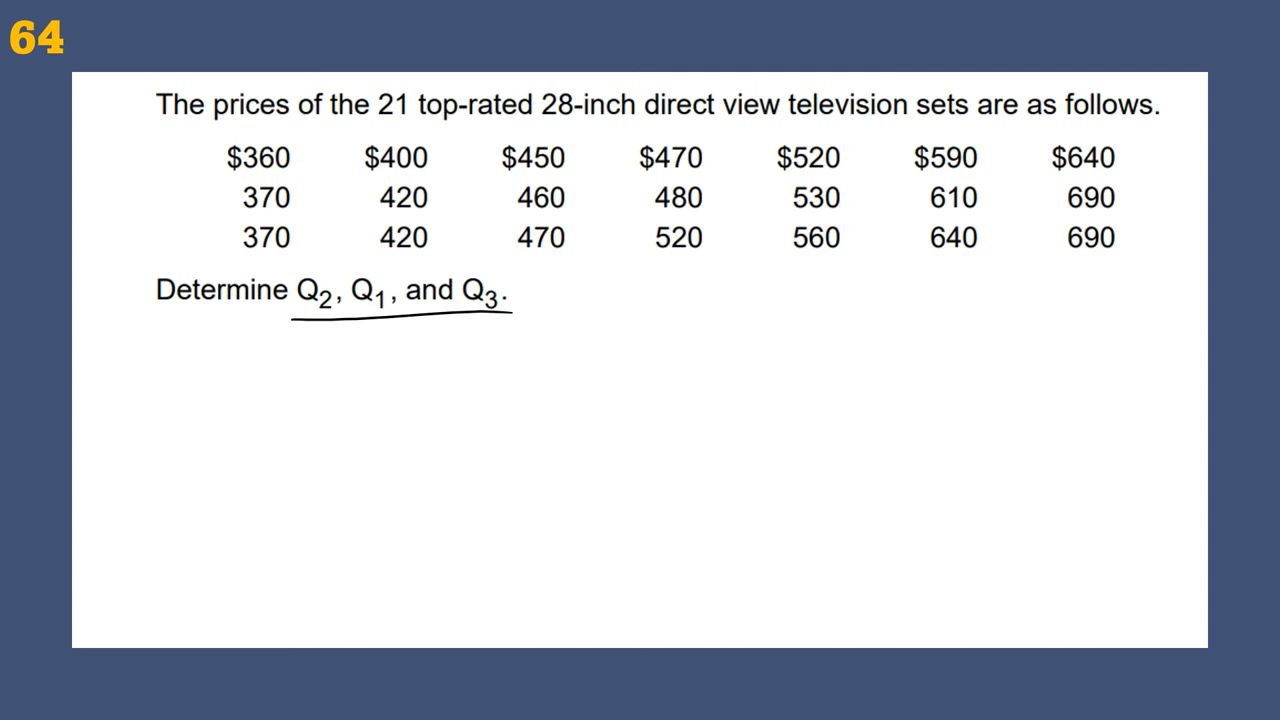 64
The prices of the 21 top-rated 28-inch direct view television sets are as follows.
$360 $400 $450 $470 $520 $590 $640
370 420 460 480 530 610 690
370 420 470 520 560 640 690
Determine Q2, Q1, and Q3.